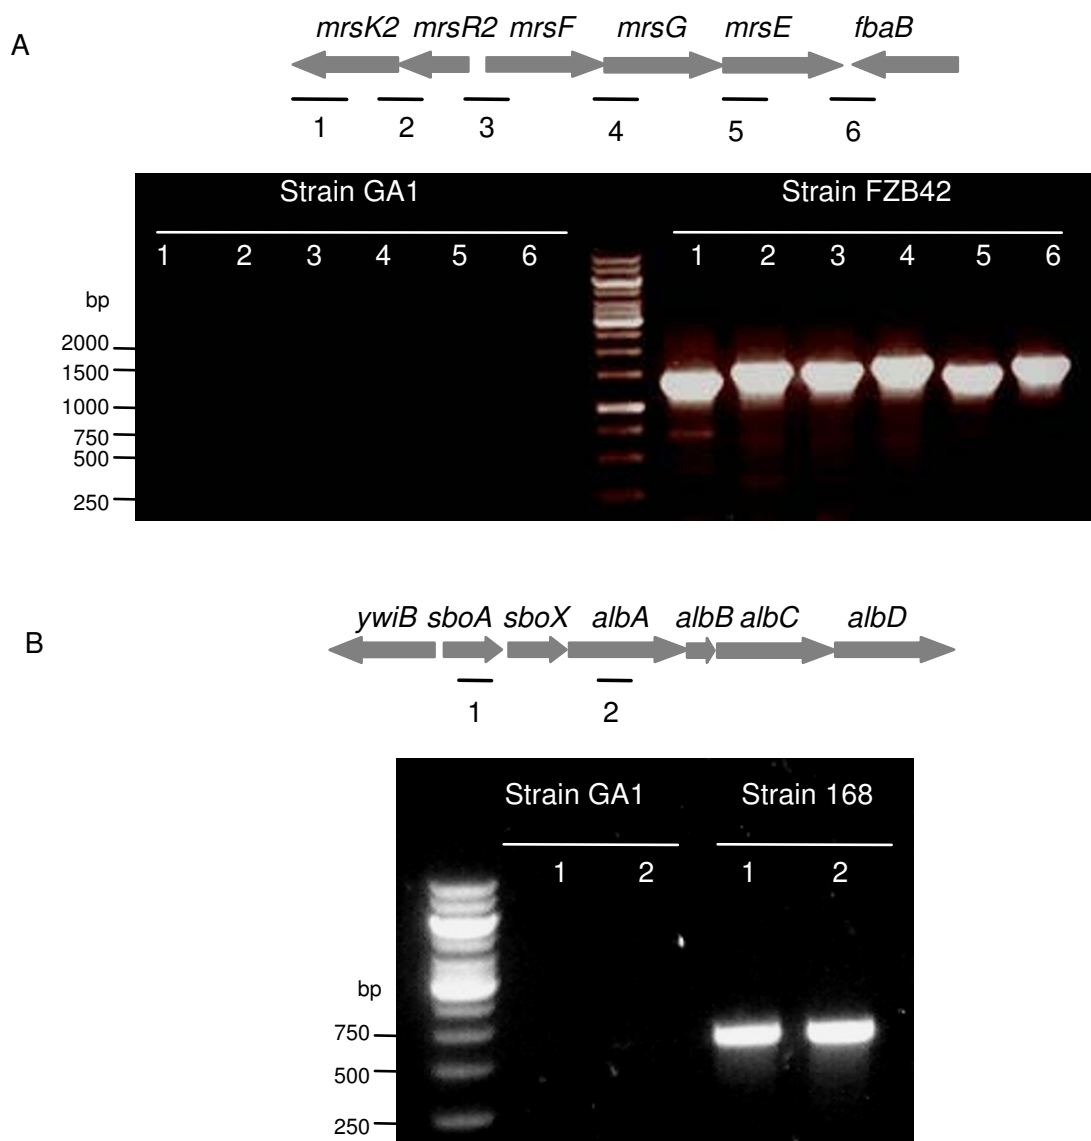 A
mrsK2 mrsR2 mrsF mrsG mrsE fbaB
1 2 3 4 5 6
Strain GA1 Strain FZB42
1 2 3 4 5 6 1 2 3 4 5 6
bp
2000
1500
1000
750
500
250
B
ywiB sboA sboX albA albB albC albD
1 2
Strain GA1 Strain 168
1 2 1 2
bp
750
500
250